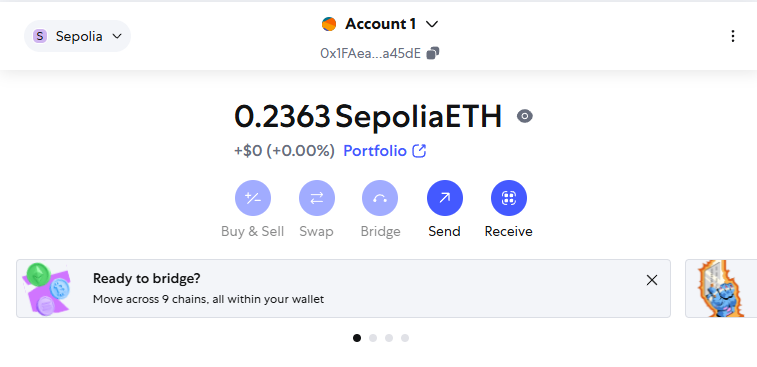 S Sepolia
Account 1
0x1FAea...a45dE
0.2363 SepoliaETH
+$0 (+0.00%) Portfolio
Buy & Sell Swap Bridge Send Receive
Ready to bridge?
Move across 9 chains, all within your wallet